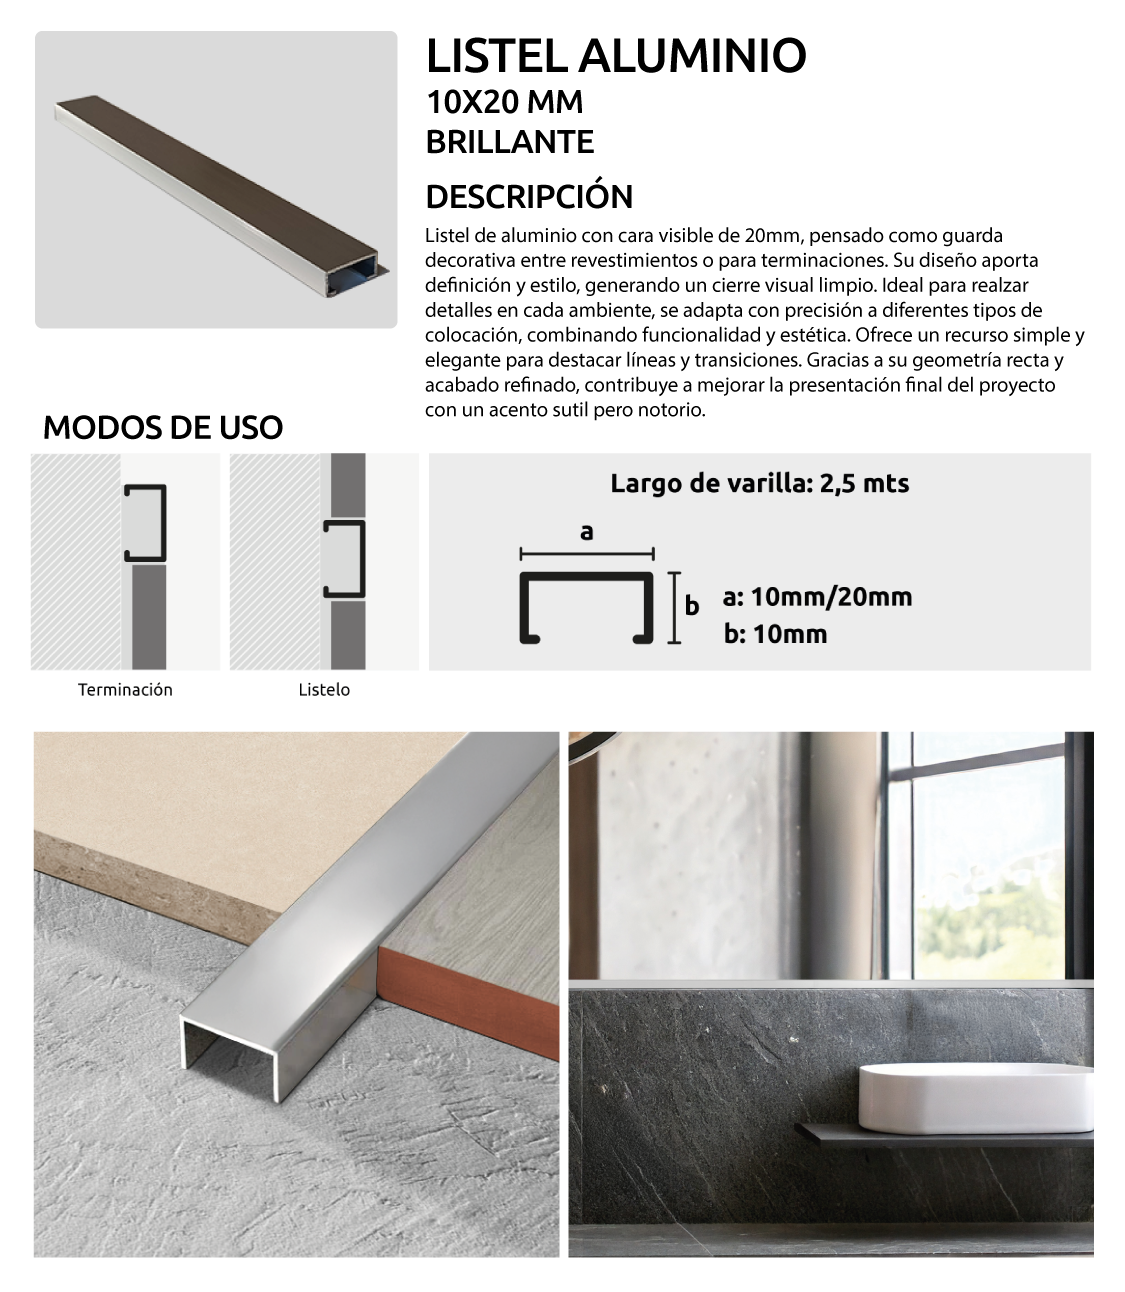 LISTEL ALUMINIO
10X20 MM
BRILLANTE
DESCRIPCIÓN
Listel de aluminio con cara visible de 20mm, pensado como guarda
decorativa entre revestimientos o para terminaciones. Su diseño aporta
definición y estilo, generando un cierre visual limpio. Ideal para realzar
detalles en cada ambiente, se adapta con precisión a diferentes tipos de
colocación, combinando funcionalidad y estética. Ofrece un recurso simple y
elegante para destacar líneas y transiciones. Gracias a su geometría recta y
acabado refinado, contribuye a mejorar la presentación final del proyecto
con un acento sutil pero notorio.
MODOS DE USO
Terminación
Listelo
Largo de varilla: 2,5 mts
a
b
a: 10mm/20mm
b: 10mm